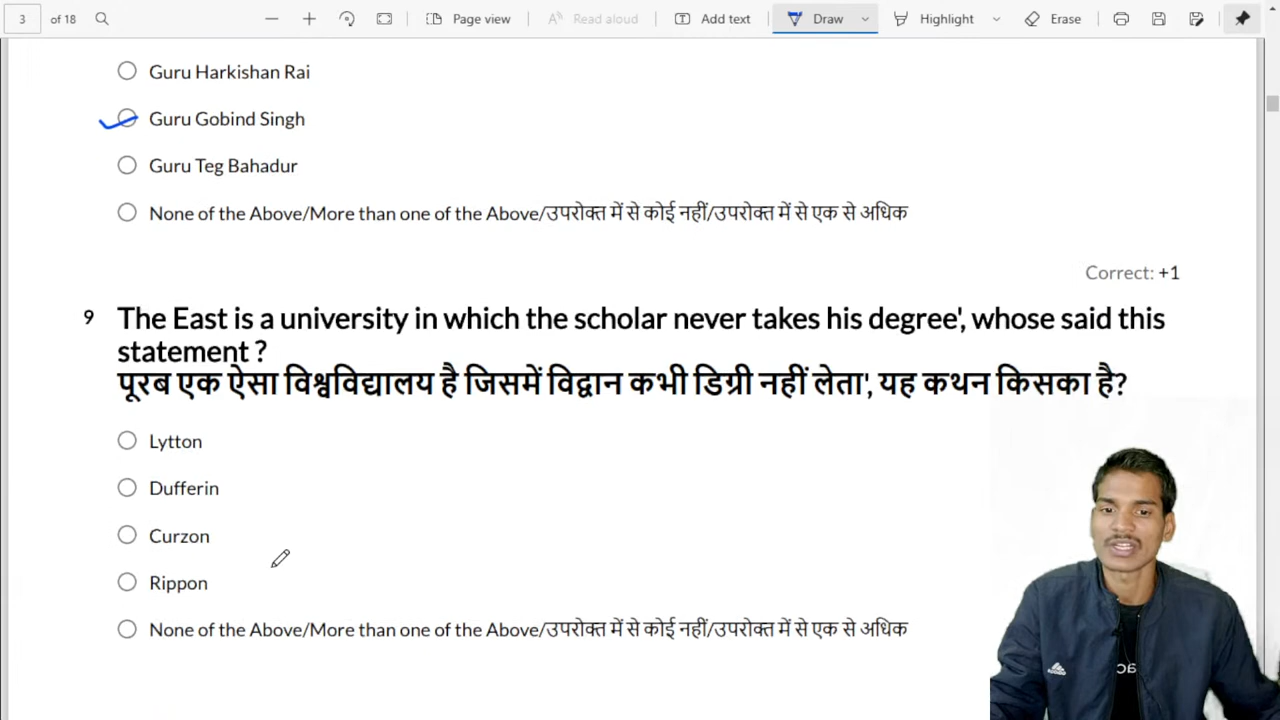 3 of 18 Page view Read aloud Add text Draw Highlight Erase
Guru Harkishan Rai
Guru Gobind Singh
Guru Teg Bahadur
None of the Above/More than one of the Above/उपरोक्त में से कोई नहीं/उपरोक्त में से एक से अधिक
Correct: +1
9 The East is a university in which the scholar never takes his degree', whose said this
statement ?
पूरब एक ऐसा विश्वविद्यालय है जिसमें विद्वान कभी डिग्री नहीं लेता', यह कथन किसका है?
Lytton
Dufferin
Curzon
Rippon
None of the Above/More than one of the Above/उपरोक्त में से कोई नहीं/उपरोक्त में से एक से अधिक